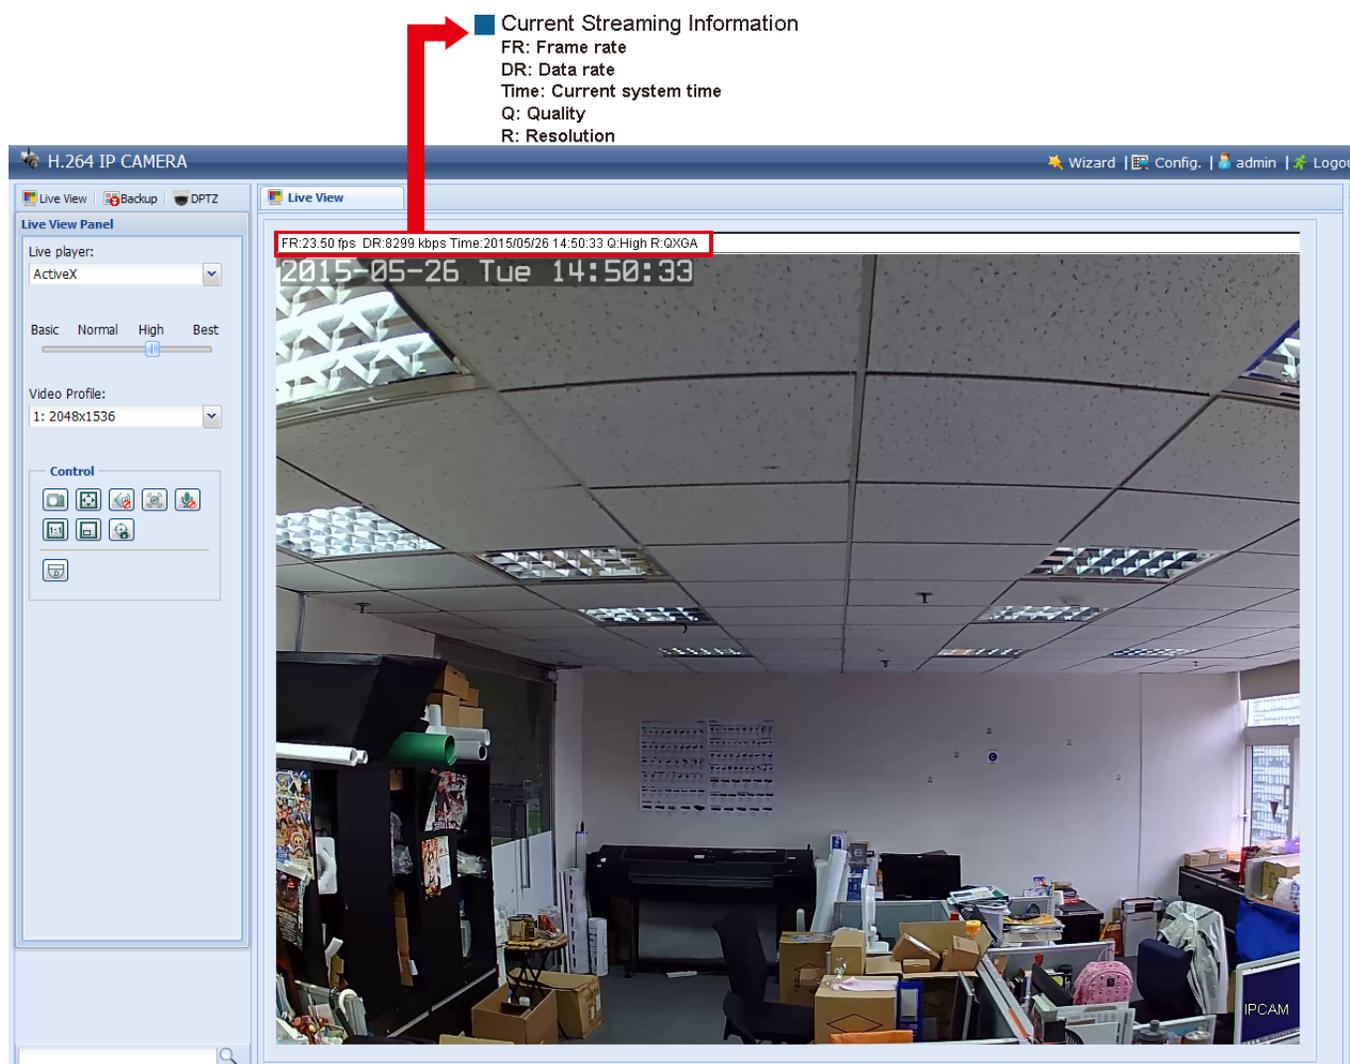 Current Streaming Information
FR: Frame rate
DR: Data rate
Time: Current system time
Q: Quality
R: Resolution
H.264 IP CAMERA
Wizard | Config. | admin | Logou
Live View Backup DPTZ
Live View
Live View Panel
FR:23.50 fps DR:8299 kbps Time:2015/05/26 14:50:33 Q:High R:QXGA
Live player:
2015-05-26 Tue 14:50:33
ActiveX
Basic Normal High Best
Video Profile:
1: 2048x1536
Control
1:1
IPCAM